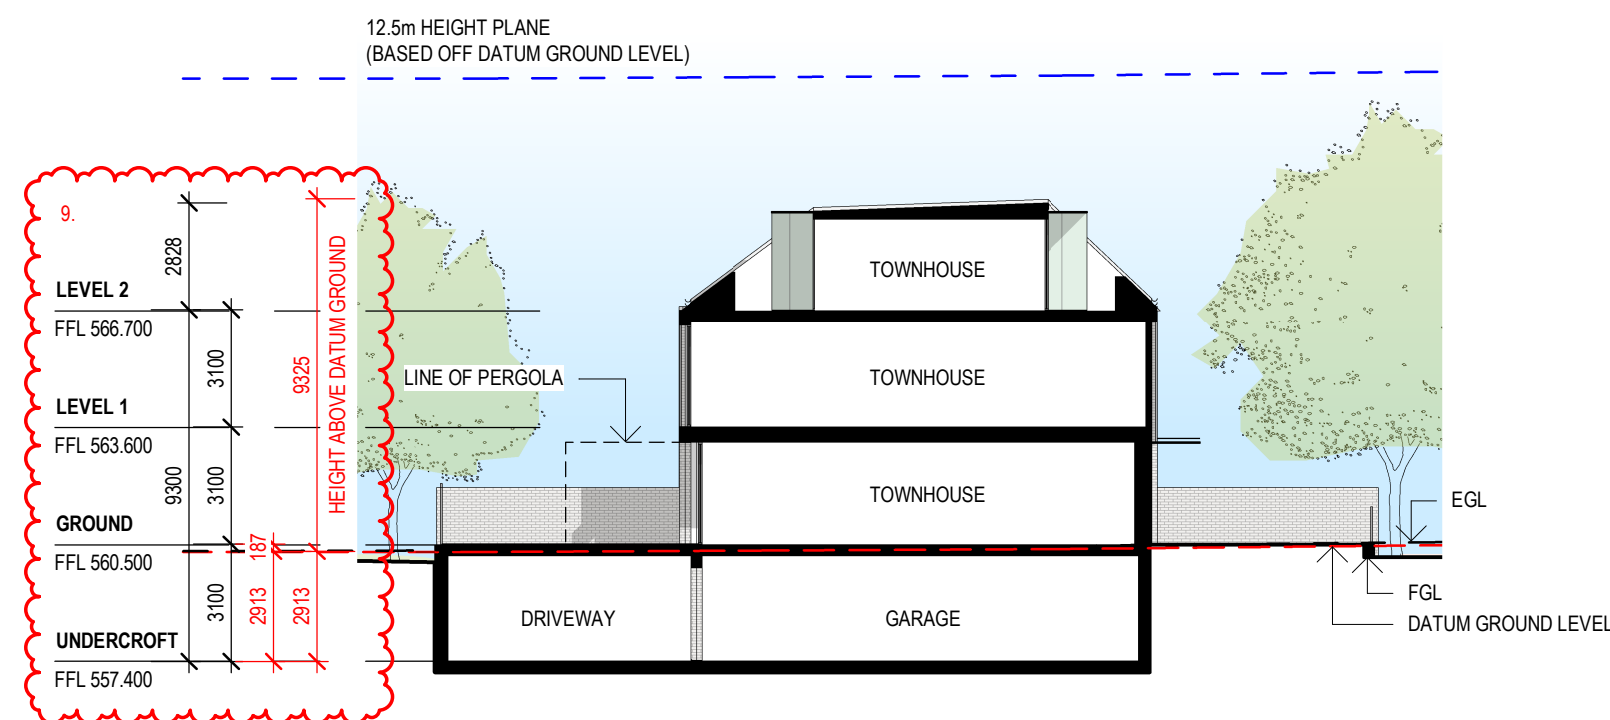 12.5m HEIGHT PLANE
(BASED OFF DATUM GROUND LEVEL)
9.
2828
LEVEL 2
FFL 566.700
3100
9325
HEIGHT ABOVE DATUM GROUND
LEVEL 1
FFL 563.600
9300
3100
GROUND
FFL 560.500
187
3100
2913
2913
UNDERCROFT
FFL 557.400
TOWNHOUSE
LINE OF PERGOLA
TOWNHOUSE
TOWNHOUSE
DRIVEWAY
GARAGE
EGL
FGL
DATUM GROUND LEVEL